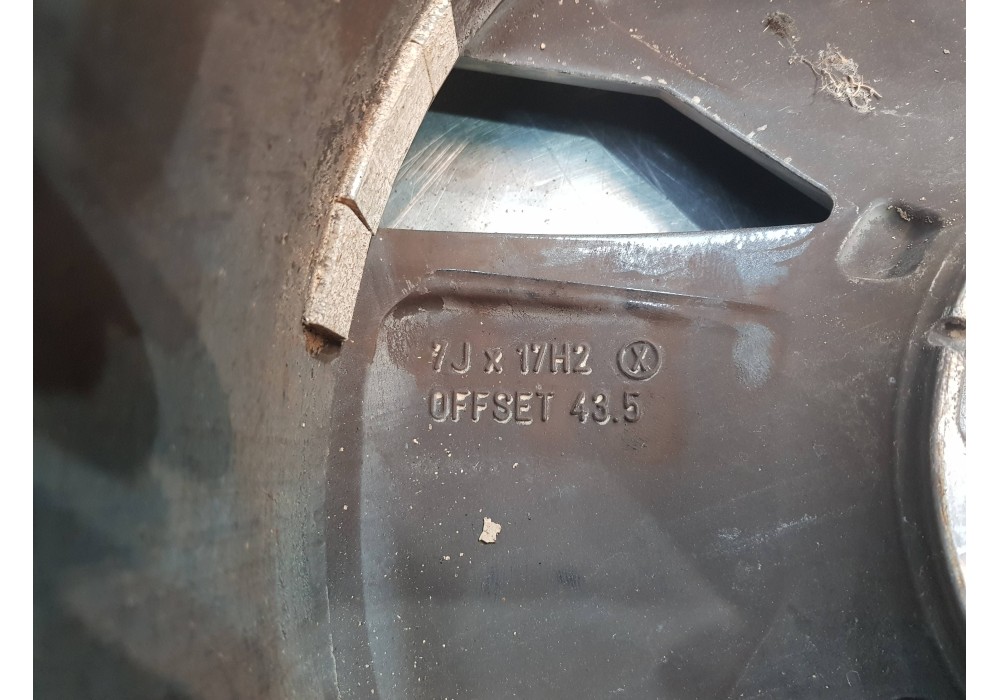 7J x 17H2 Ⓧ
OFFSET 43.5